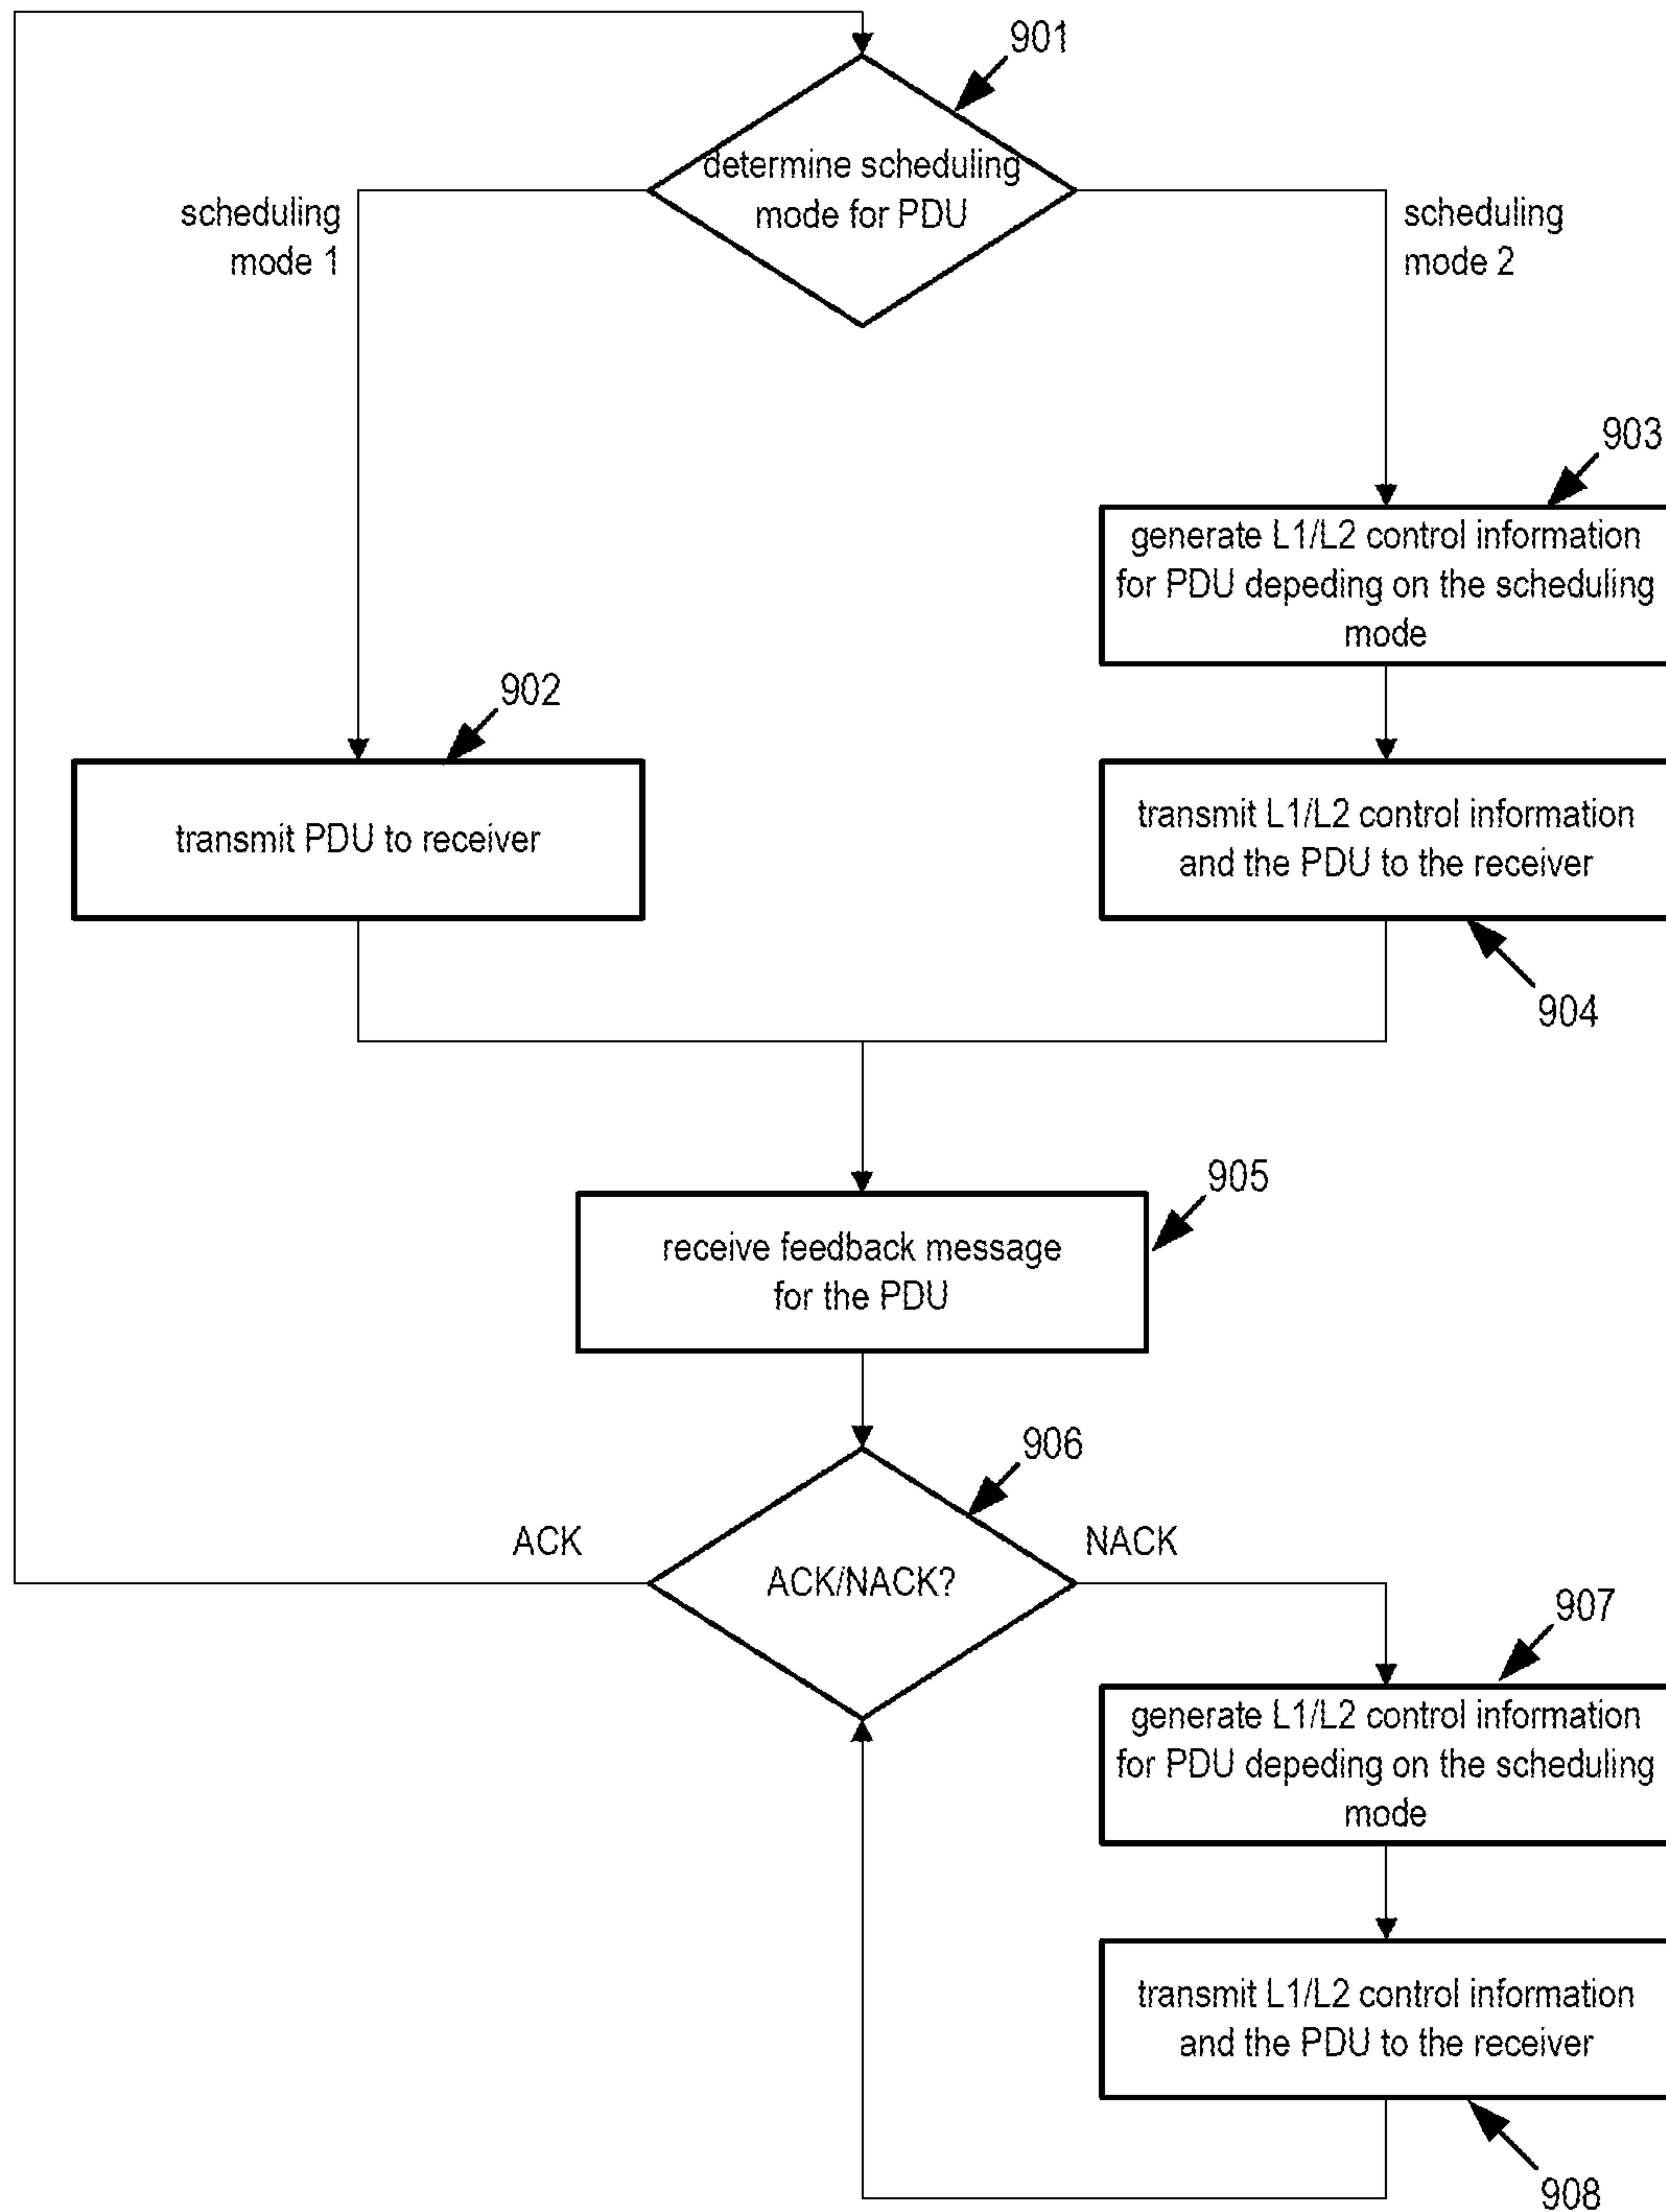 901
determine scheduling
mode for PDU
scheduling
mode 1
scheduling
mode 2
903
generate L1/L2 control information
for PDU depeding on the scheduling
mode
902
transmit PDU to receiver
transmit L1/L2 control information
and the PDU to the receiver
904
905
receive feedback message
for the PDU
906
ACK
NACK
ACK/NACK?
907
generate L1/L2 control information
for PDU depeding on the scheduling
mode
transmit L1/L2 control information
and the PDU to the receiver
908